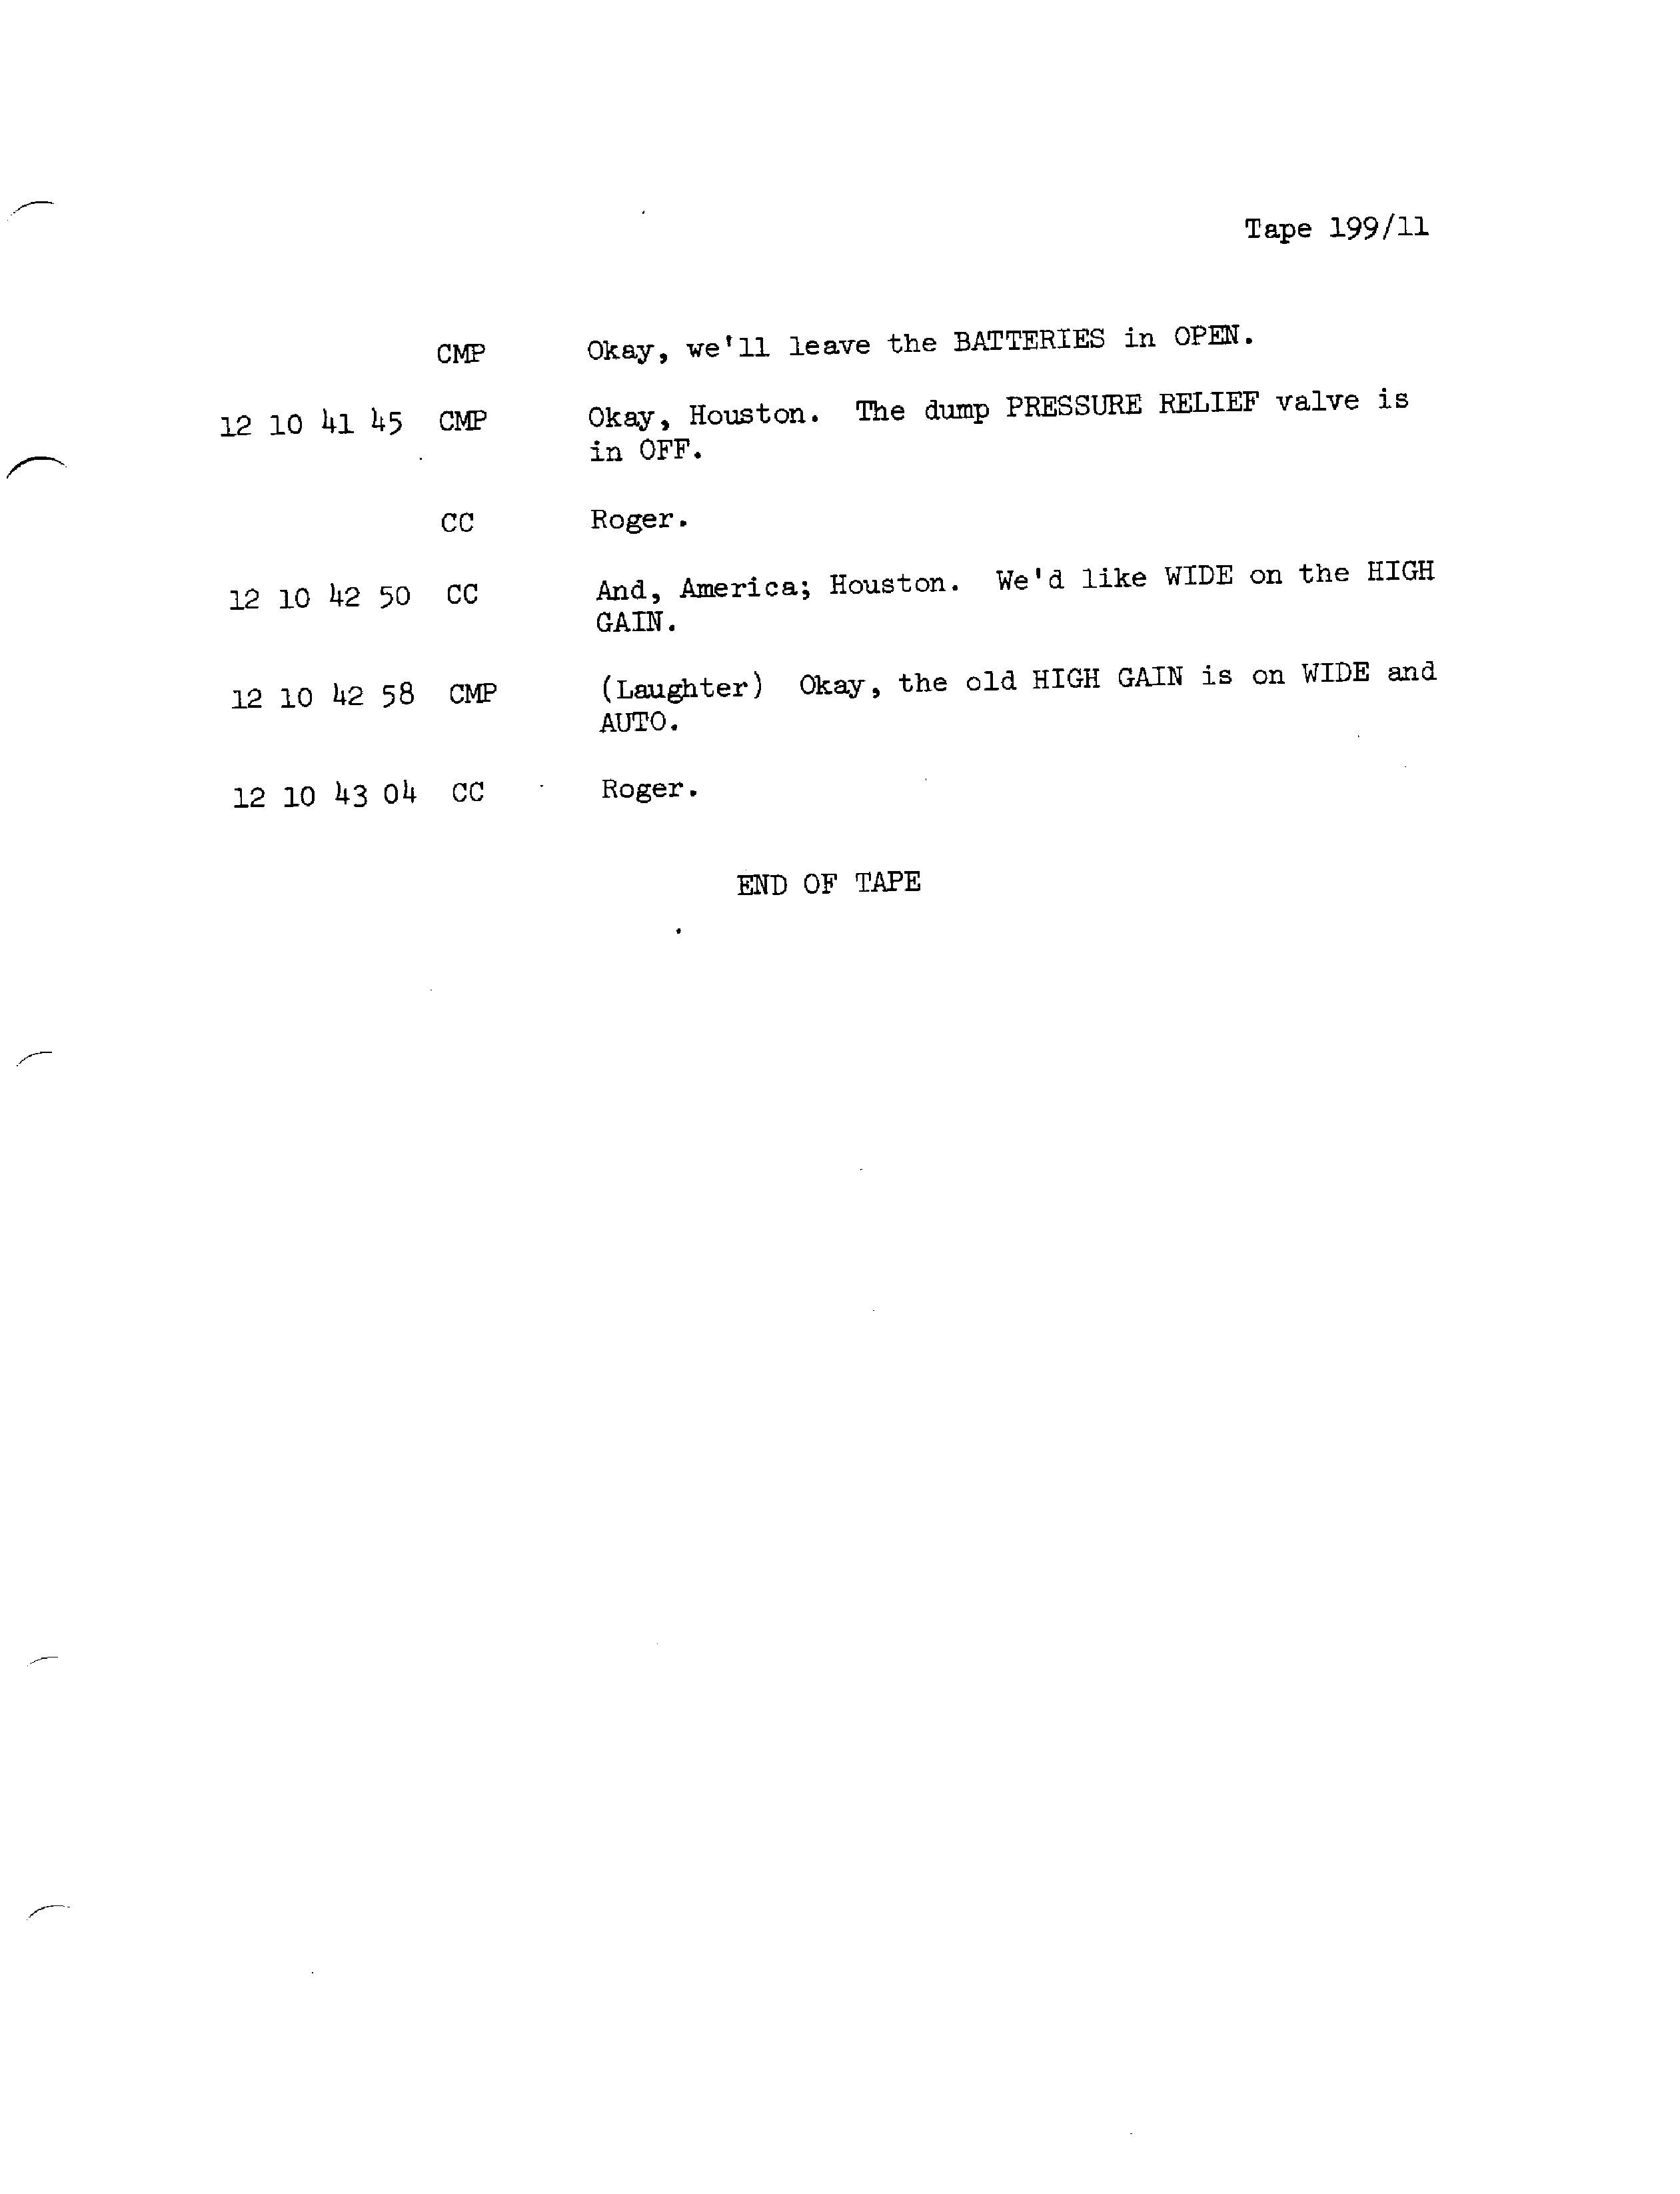 Tape 199/11
CMP Okay, we'll leave the BATTERIES in OPEN.
12 10 41 45 CMP Okay, Houston. The dump PRESSURE RELIEF valve is
in OFF.
CC Roger.
12 10 42 50 CC And, America; Houston. We'd like WIDE on the HIGH
GAIN.
12 10 42 58 CMP (Laughter) Okay, the old HIGH GAIN is on WIDE and
AUTO.
12 10 43 04 CC Roger.
END OF TAPE